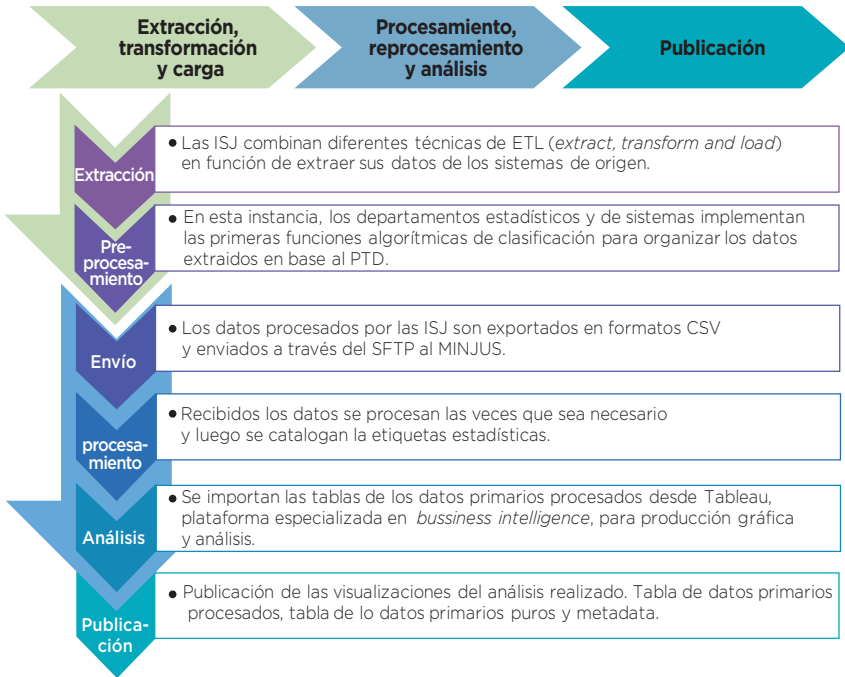 Extracción,
transformación
y carga
Procesamiento,
reprocesamiento
y análisis
Publicación
Extracción
• Las ISJ combinan diferentes técnicas de ETL (extract, transform and load)
en función de extraer sus datos de los sistemas de origen.
Pre-
procesa-
miento
• En esta instancia, los departamentos estadísticos y de sistemas implementan
las primeras funciones algorítmicas de clasificación para organizar los datos
extraidos en base al PTD.
Envío
• Los datos procesados por las ISJ son exportados en formatos CSV
y enviados a través del SFTP al MINJUS.
procesa-
miento
• Recibidos los datos se procesan las veces que sea necesario
y luego se catalogan la etiquetas estadísticas.
Análisis
• Se importan las tablas de los datos primarios procesados desde Tableau,
plataforma especializada en bussiness intelligence, para producción gráfica
y análisis.
Publica-
ción
• Publicación de las visualizaciones del análisis realizado. Tabla de datos primarios
procesados, tabla de lo datos primarios puros y metadata.